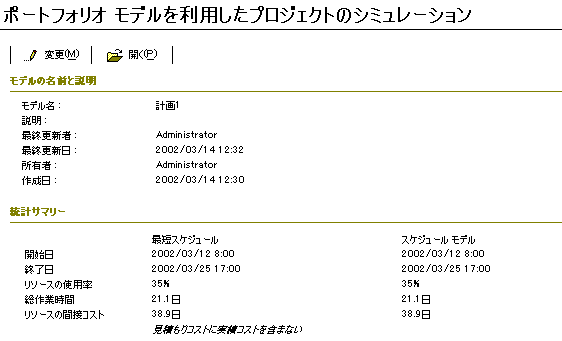 ポートフォリオ モデルを利用したプロジェクトのシミュレーション
変更(M) 開く(P)
モデルの名前と説明
モデル名： 計画1
説明：
最終更新者： Administrator
最終更新日： 2002/03/14 12:32
所有者： Administrator
作成日： 2002/03/14 12:30
統計サマリー
最短スケジュール スケジュール モデル
開始日 2002/03/12 8:00 2002/03/12 8:00
終了日 2002/03/25 17:00 2002/03/25 17:00
リソースの使用率 35% 35%
総作業時間 21.1日 21.1日
リソースの間接コスト 38.9日 38.9日
見積もりコストに実績コストを含まない